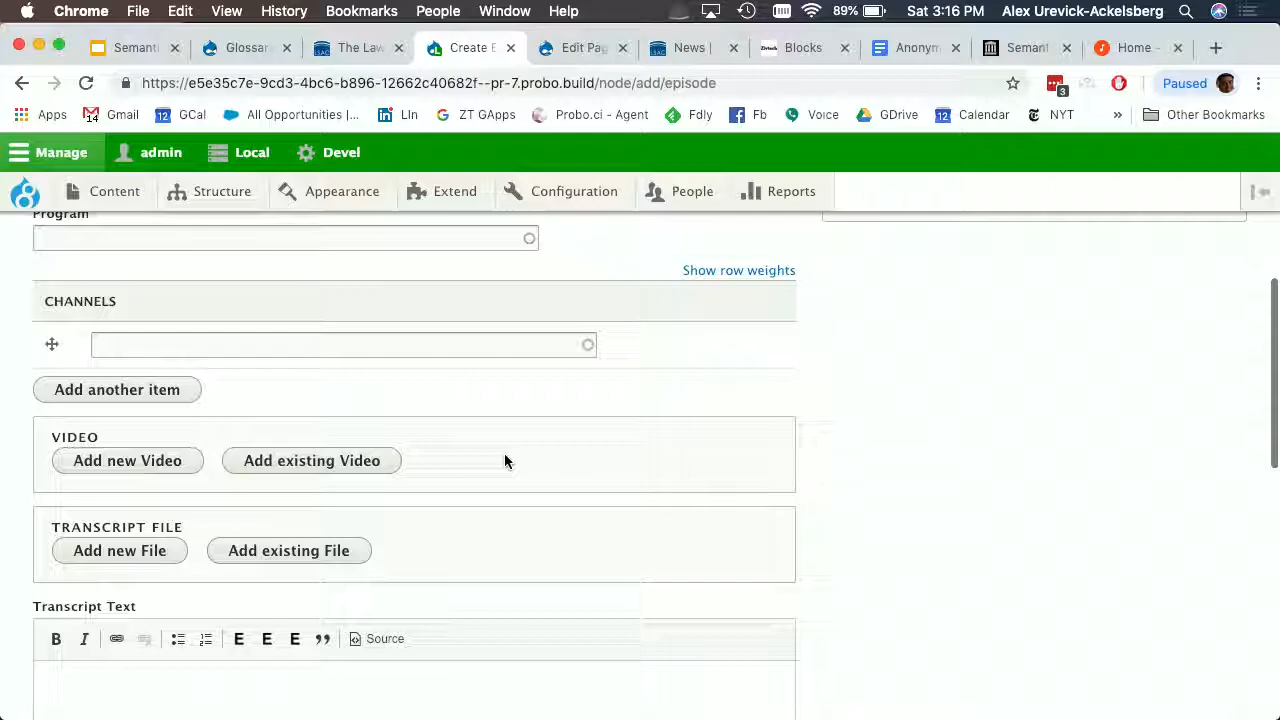 Chrome File Edit View History Bookmarks People Window Help 89% Sat 3:16 PM Alex Urevick-Ackelsberg
Semanti Glossar The Law Create E Edit Pag News | Blocks Anonym Semant Home -
https://e5e35c7e-9cd3-4bc6-b896-12662c40682f--pr-7.probo.build/node/add/episode 3 Paused
Apps 14 Gmail 12 GCal All Opportunities |... LIn ZT GApps Probo.ci - Agent Fdly Fb Voice GDrive 12 Calendar NYT » Other Bookmarks
Manage admin Local Devel
Content Structure Appearance Extend Configuration People Reports
Program
Show row weights
CHANNELS
Add another item
VIDEO
Add new Video Add existing Video
TRANSCRIPT FILE
Add new File Add existing File
Transcript Text
B I E E E Source